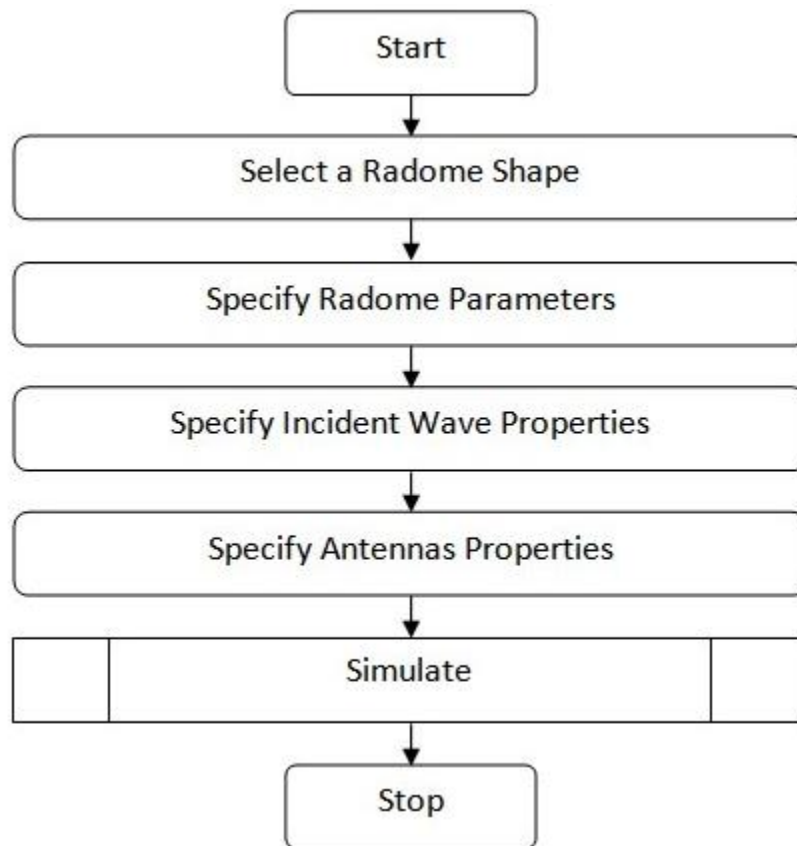 Start
Select a Radome Shape
Specify Radome Parameters
Specify Incident Wave Properties
Specify Antennas Properties
Simulate
Stop